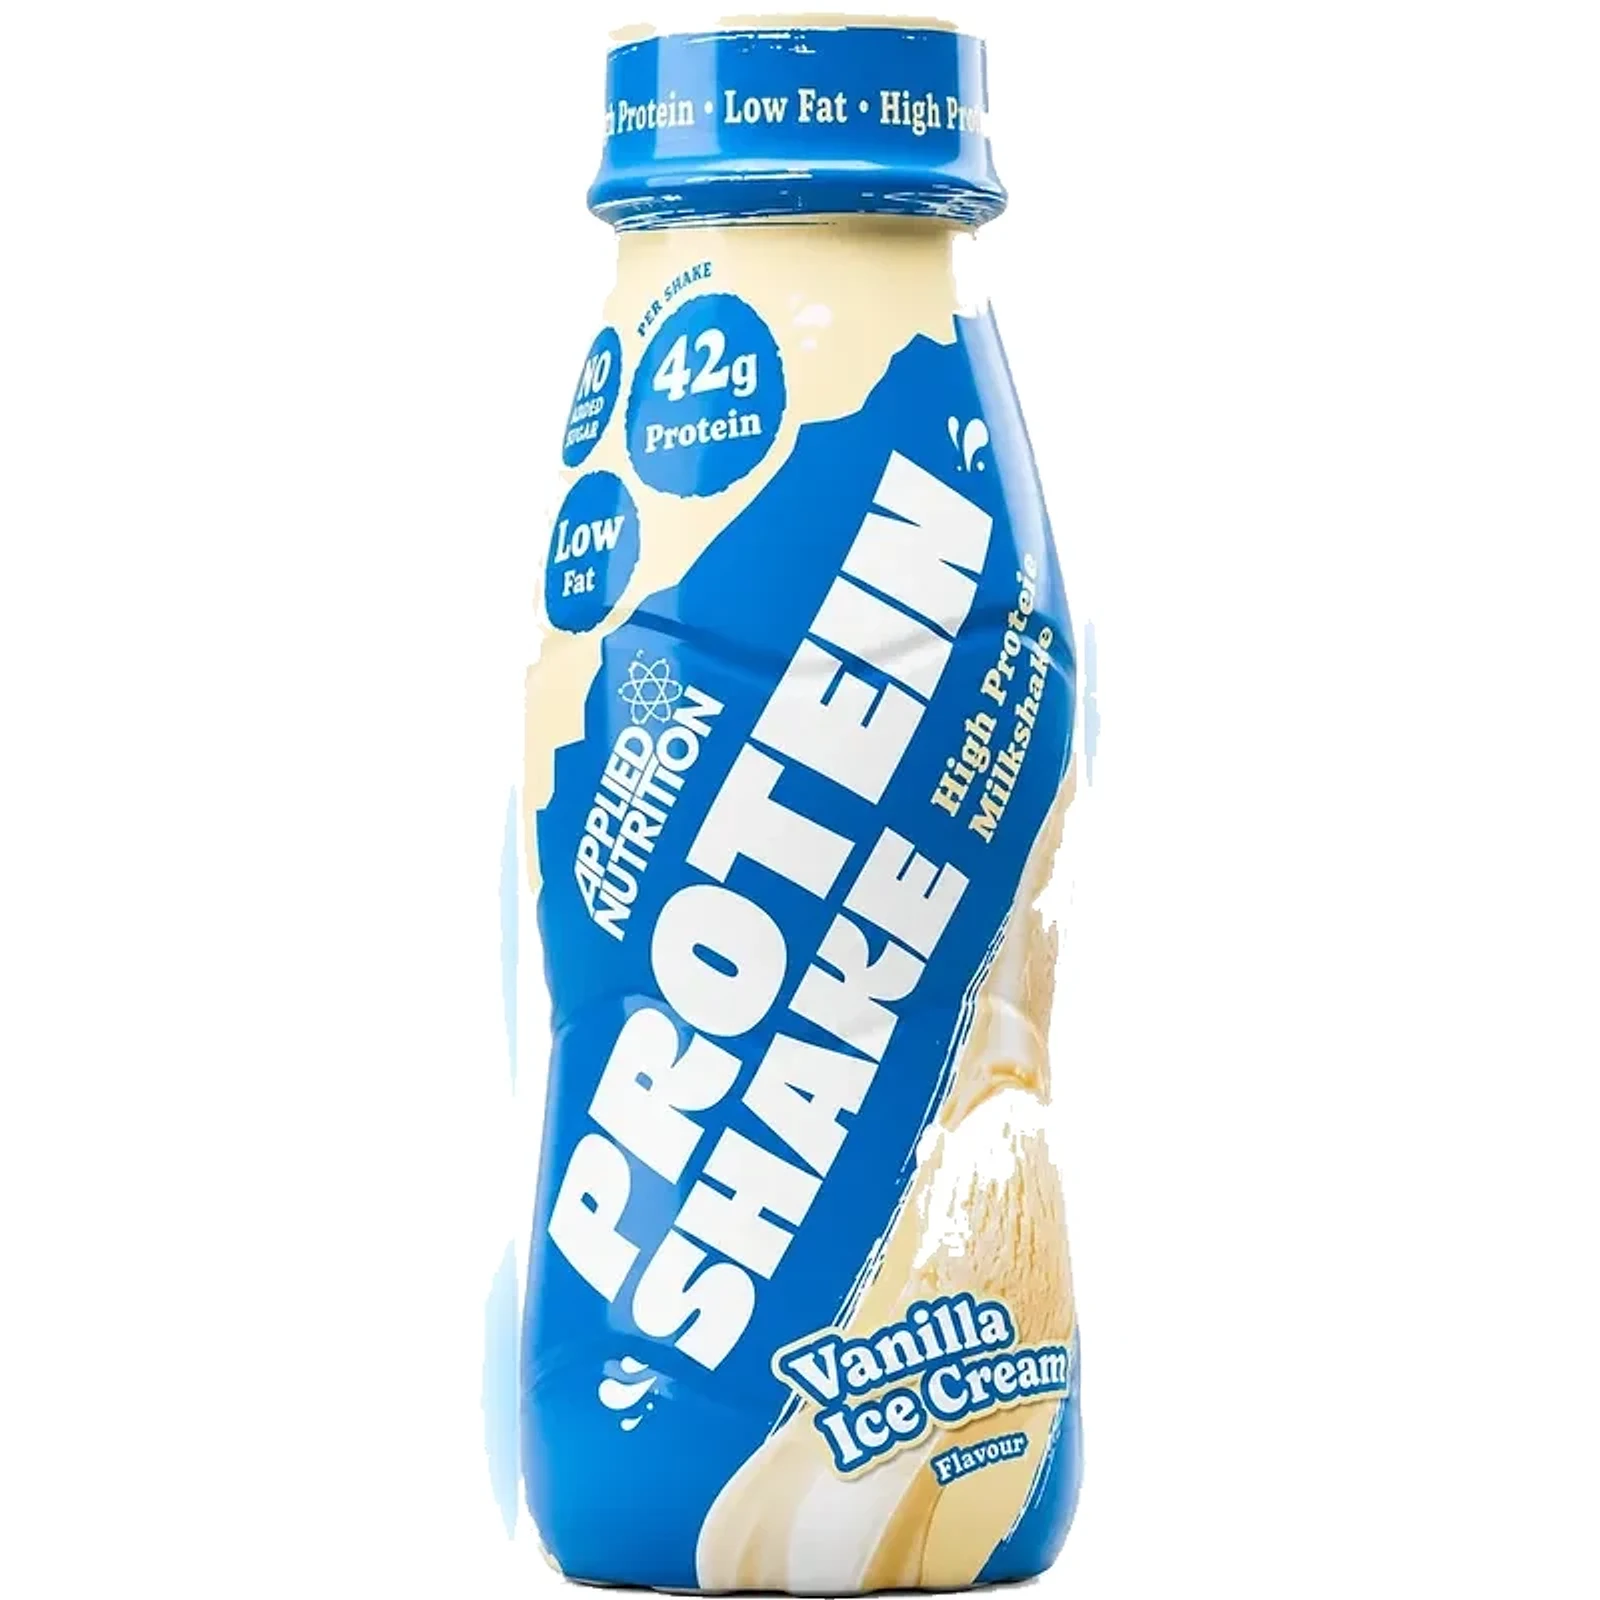 Protein • Low Fat • High
PER SHAKE
42g
Protein
NO
ADDED
SUGAR
Low
Fat
APPLIED
NUTRITION
PROTEIN
SHAKE
High Protein
Milkshake
Vanilla
Ice Cream
Flavour